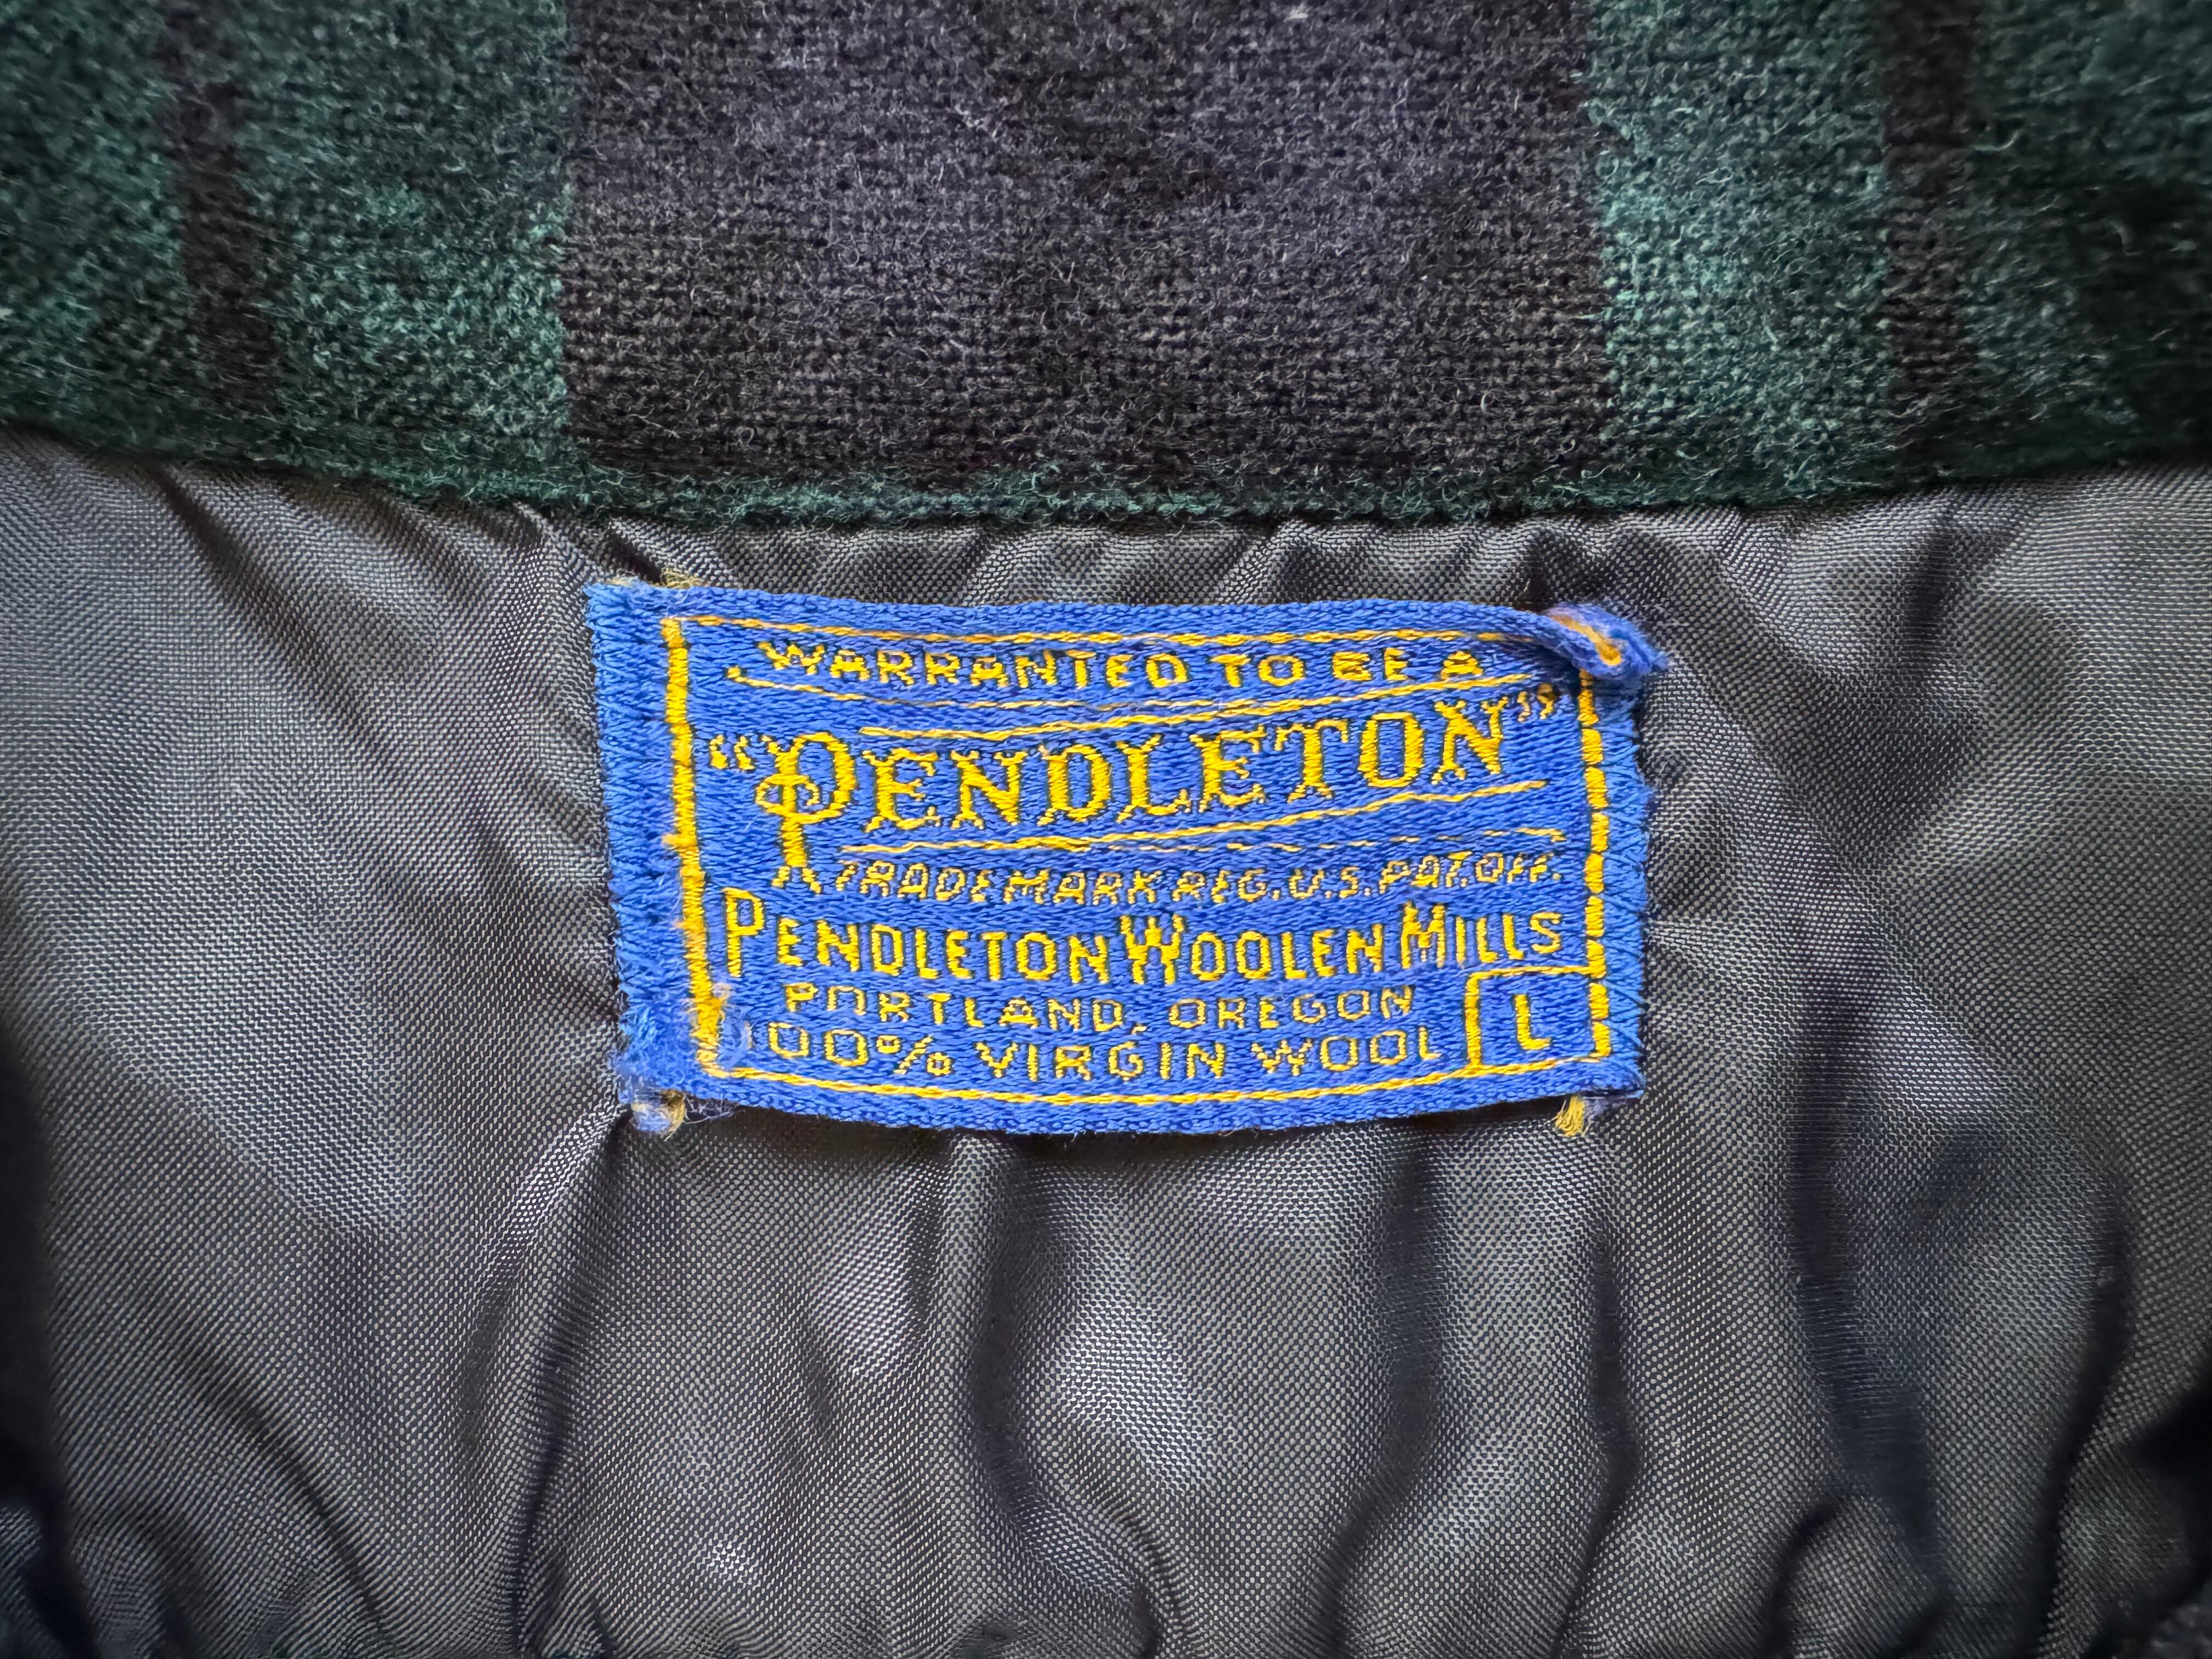 WARRANTED TO BE A
“PENDLETON”
TRADEMARK REG. U.S. PAT. OFF.
PENDLETON WOOLEN MILLS
PORTLAND, OREGON
100% VIRGIN WOOL L